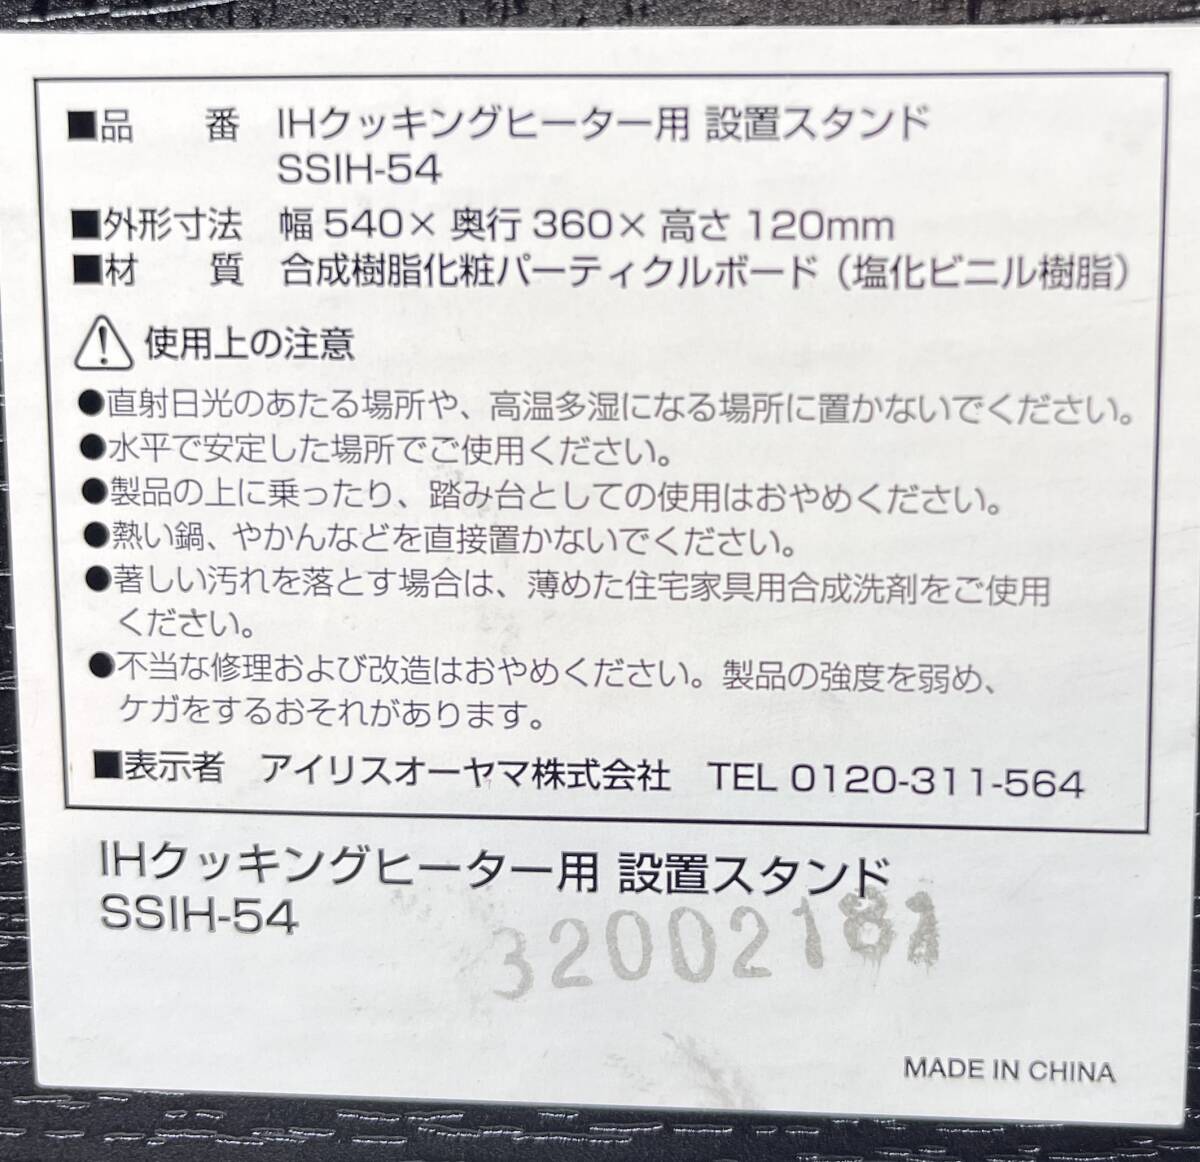 ■品　番　IHクッキングヒーター用 設置スタンド
SSIH-54
■外形寸法　幅 540× 奥行 360× 高さ 120mm
■材　質　合成樹脂化粧パーティクルボード（塩化ビニル樹脂）
使用上の注意
●直射日光のあたる場所や、高温多湿になる場所に置かないでください。
●水平で安定した場所でご使用ください。
●製品の上に乗ったり、踏み台としての使用はおやめください。
●熱い鍋、やかんなどを直接置かないでください。
●著しい汚れを落とす場合は、薄めた住宅家具用合成洗剤をご使用
ください。
●不当な修理および改造はおやめください。製品の強度を弱め、
ケガをするおそれがあります。
■表示者　アイリスオーヤマ株式会社　TEL 0120-311-564
IHクッキングヒーター用 設置スタンド
SSIH-54
32002181
MADE IN CHINA